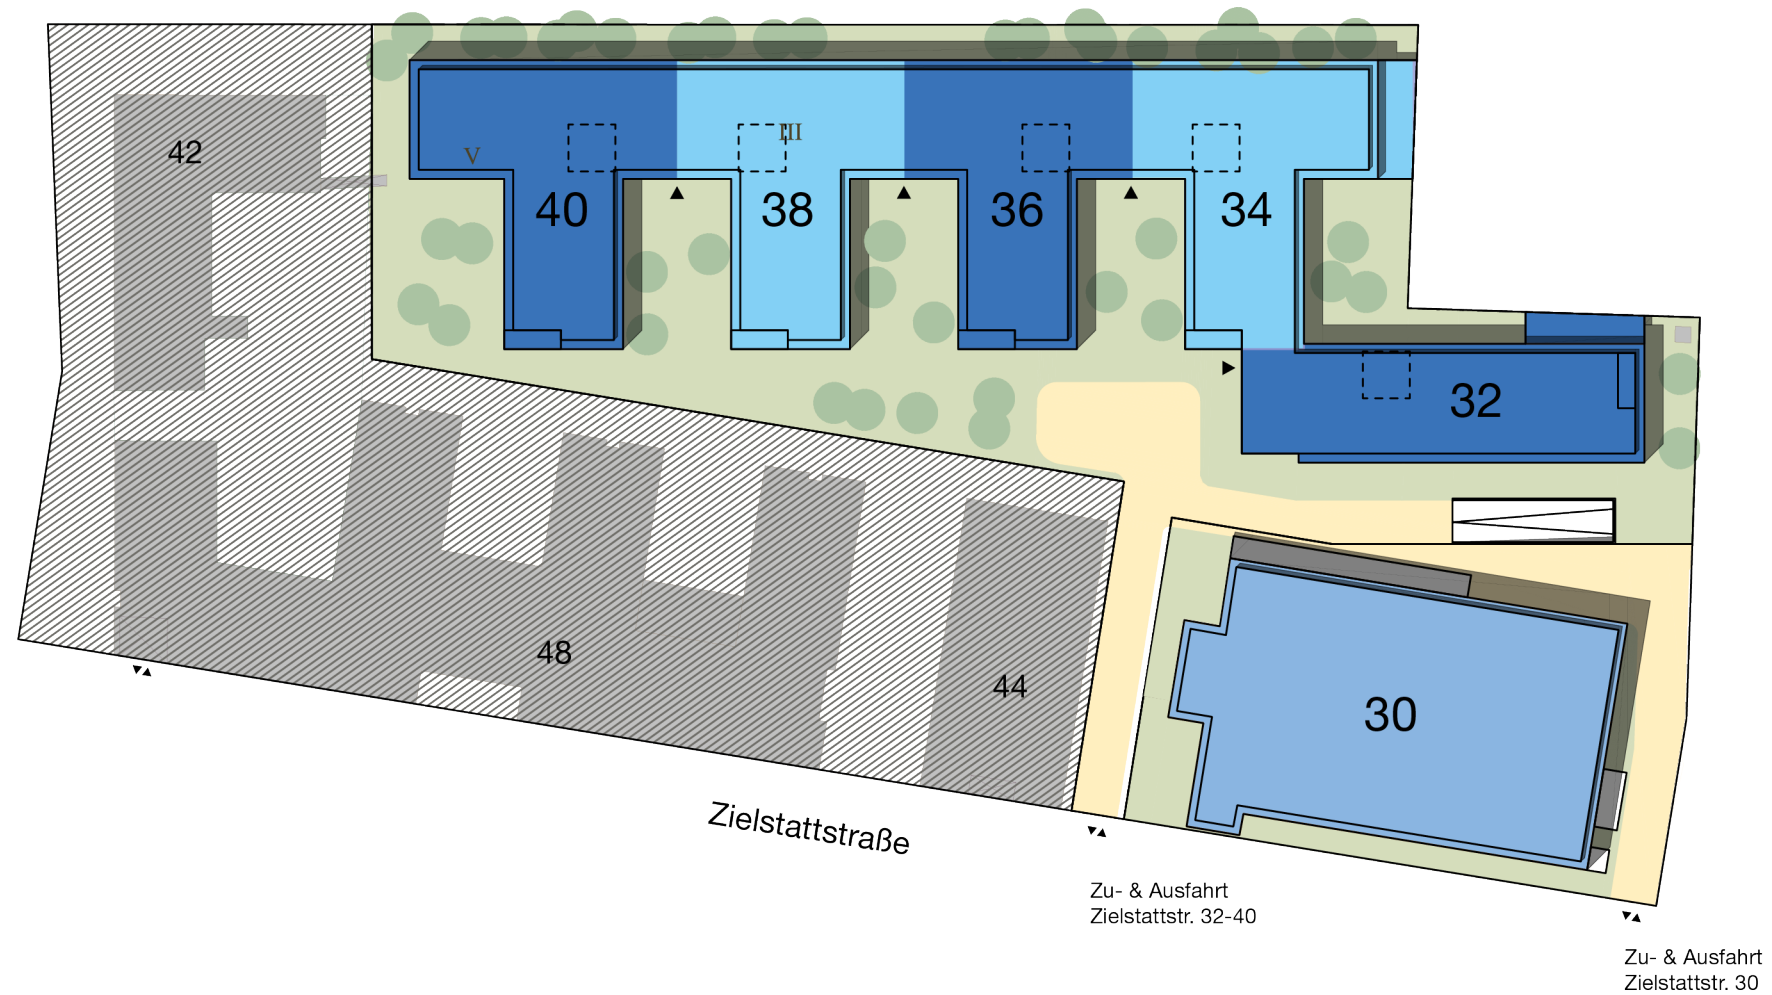 42
V
III
40
38
36
34
32
48
44
30
Zielstattstraße
Zu- & Ausfahrt
Zielstattstr. 32-40
Zu- & Ausfahrt
Zielstattstr. 30